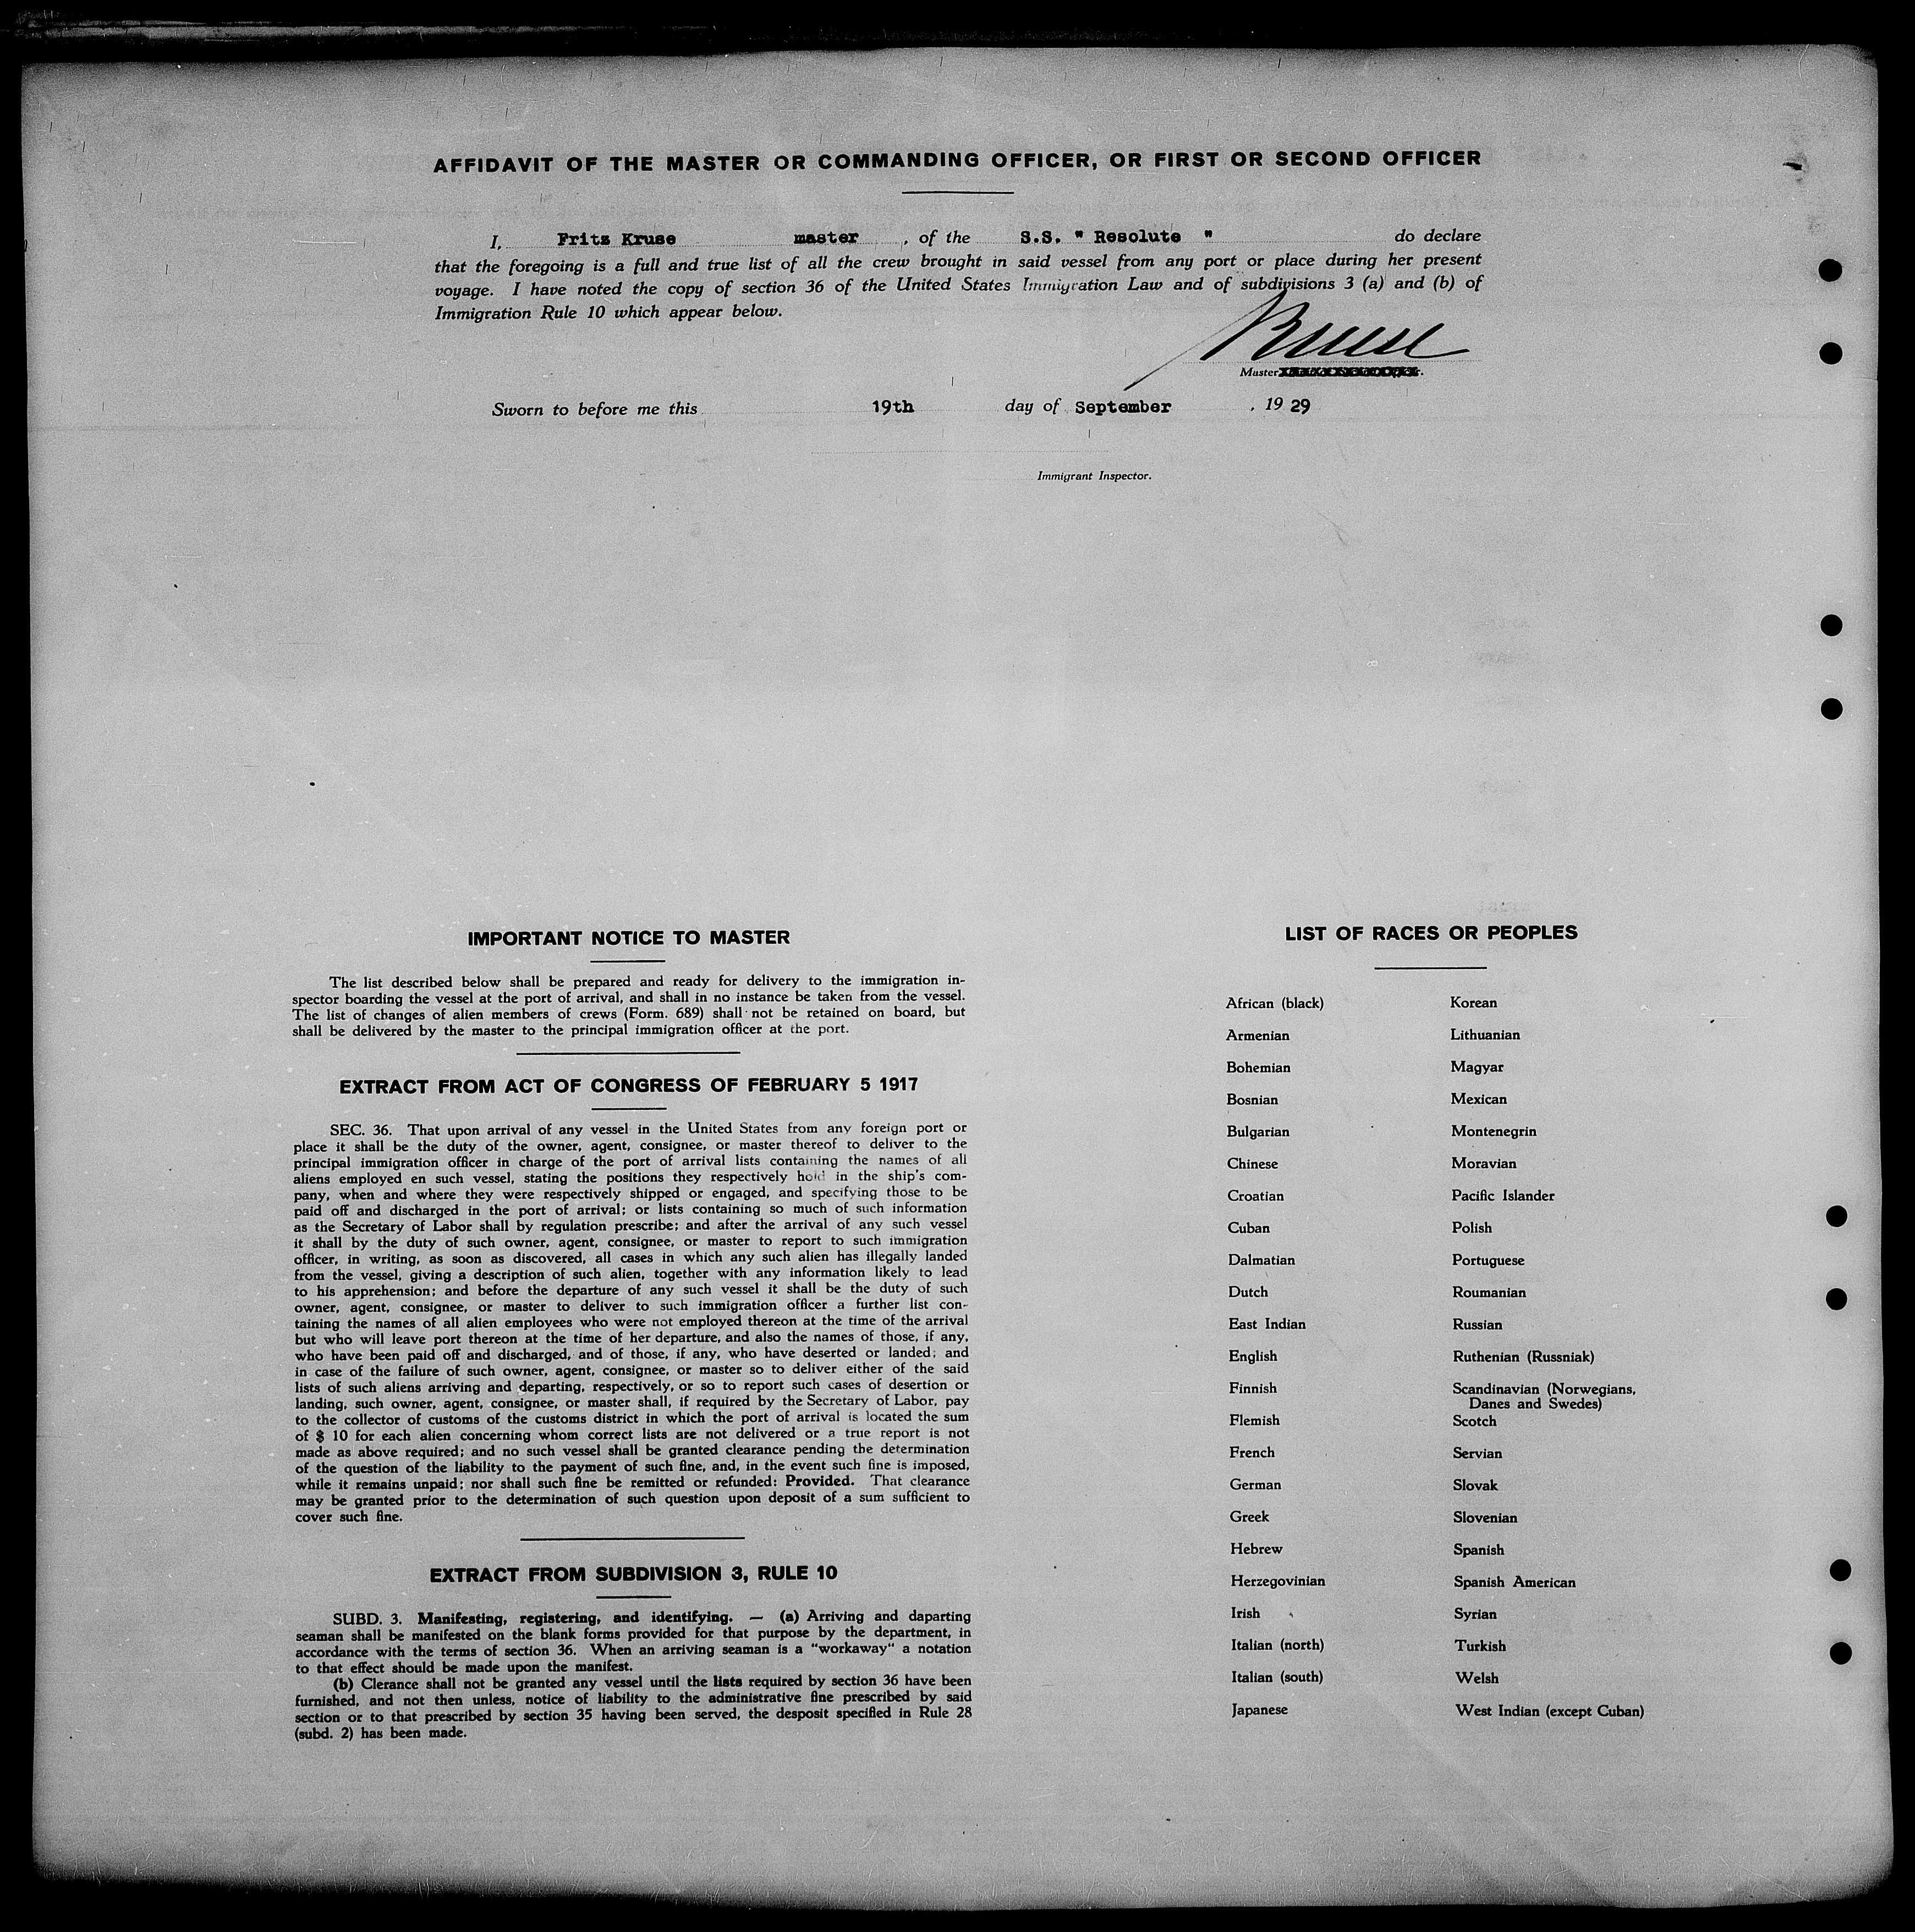 AFFIDAVIT OF THE MASTER OR COMMANDING OFFICER, OR FIRST OR SECOND OFFICER
I, Fritz Kruse master , of the S.S. " Resolute " do declare
that the foregoing is a full and true list of all the crew brought in said vessel from any port or place during her present
voyage. I have noted the copy of section 36 of the United States Immigration Law and of subdivisions 3 (a) and (b) of
Immigration Rule 10 which appear below.
Kruse
Master
Sworn to before me this 19th day of September , 19 29
Immigrant Inspector.
IMPORTANT NOTICE TO MASTER
The list described below shall be prepared and ready for delivery to the immigration in-
spector boarding the vessel at the port of arrival, and shall in no instance be taken from the vessel.
The list of changes of alien members of crews (Form. 689) shall not be retained on board, but
shall be delivered by the master to the principal immigration officer at the port.
EXTRACT FROM ACT OF CONGRESS OF FEBRUARY 5 1917
SEC. 36. That upon arrival of any vessel in the United States from any foreign port or
place it shall be the duty of the owner, agent, consignee, or master thereof to deliver to the
principal immigration officer in charge of the port of arrival lists containing the names of all
aliens employed en such vessel, stating the positions they respectively hold in the ship's com-
pany, when and where they were respectively shipped or engaged, and specifying those to be
paid off and discharged in the port of arrival; or lists containing so much of such information
as the Secretary of Labor shall by regulation prescribe; and after the arrival of any such vessel
it shall by the duty of such owner, agent, consignee, or master to report to such immigration
officer, in writing, as soon as discovered, all cases in which any such alien has illegally landed
from the vessel, giving a description of such alien, together with any information likely to lead
to his apprehension; and before the departure of any such vessel it shall be the duty of such
owner, agent, consignee, or master to deliver to such immigration officer a further list con-
taining the names of all alien employees who were not employed thereon at the time of the arrival
but who will leave port thereon at the time of her departure, and also the names of those, if any,
who have been paid off and discharged, and of those, if any, who have deserted or landed; and
in case of the failure of such owner, agent, consignee, or master so to deliver either of the said
lists of such aliens arriving and departing, respectively, or so to report such cases of desertion or
landing, such owner, agent, consignee, or master shall, if required by the Secretary of Labor, pay
to the collector of customs of the customs district in which the port of arrival is located the sum
of $ 10 for each alien concerning whom correct lists are not delivered or a true report is not
made as above required; and no such vessel shall be granted clearance pending the determination
of the question of the liability to the payment of such fine, and, in the event such fine is imposed,
while it remains unpaid; nor shall such fine be remitted or refunded: Provided. That clearance
may be granted prior to the determination of such question upon deposit of a sum sufficient to
cover such fine.
EXTRACT FROM SUBDIVISION 3, RULE 10
SUBD. 3. Manifesting, registering, and identifying. — (a) Arriving and daparting
seaman shall be manifested on the blank forms provided for that purpose by the department, in
accordance with the terms of section 36. When an arriving seaman is a "workaway" a notation
to that effect should be made upon the manifest.
(b) Clerance shall not be granted any vessel until the lists required by section 36 have been
furnished, and not then unless, notice of liability to the administrative fine prescribed by said
section or to that prescribed by section 35 having been served, the desposit specified in Rule 28
(subd. 2) has been made.
LIST OF RACES OR PEOPLES
African (black)
Armenian
Bohemian
Bosnian
Bulgarian
Chinese
Croatian
Cuban
Dalmatian
Dutch
East Indian
English
Finnish
Flemish
French
German
Greek
Hebrew
Herzegovinian
Irish
Italian (north)
Italian (south)
Japanese
Korean
Lithuanian
Magyar
Mexican
Montenegrin
Moravian
Pacific Islander
Polish
Portuguese
Roumanian
Russian
Ruthenian (Russniak)
Scandinavian (Norwegians,
Danes and Swedes)
Scotch
Servian
Slovak
Slovenian
Spanish
Spanish American
Syrian
Turkish
Welsh
West Indian (except Cuban)